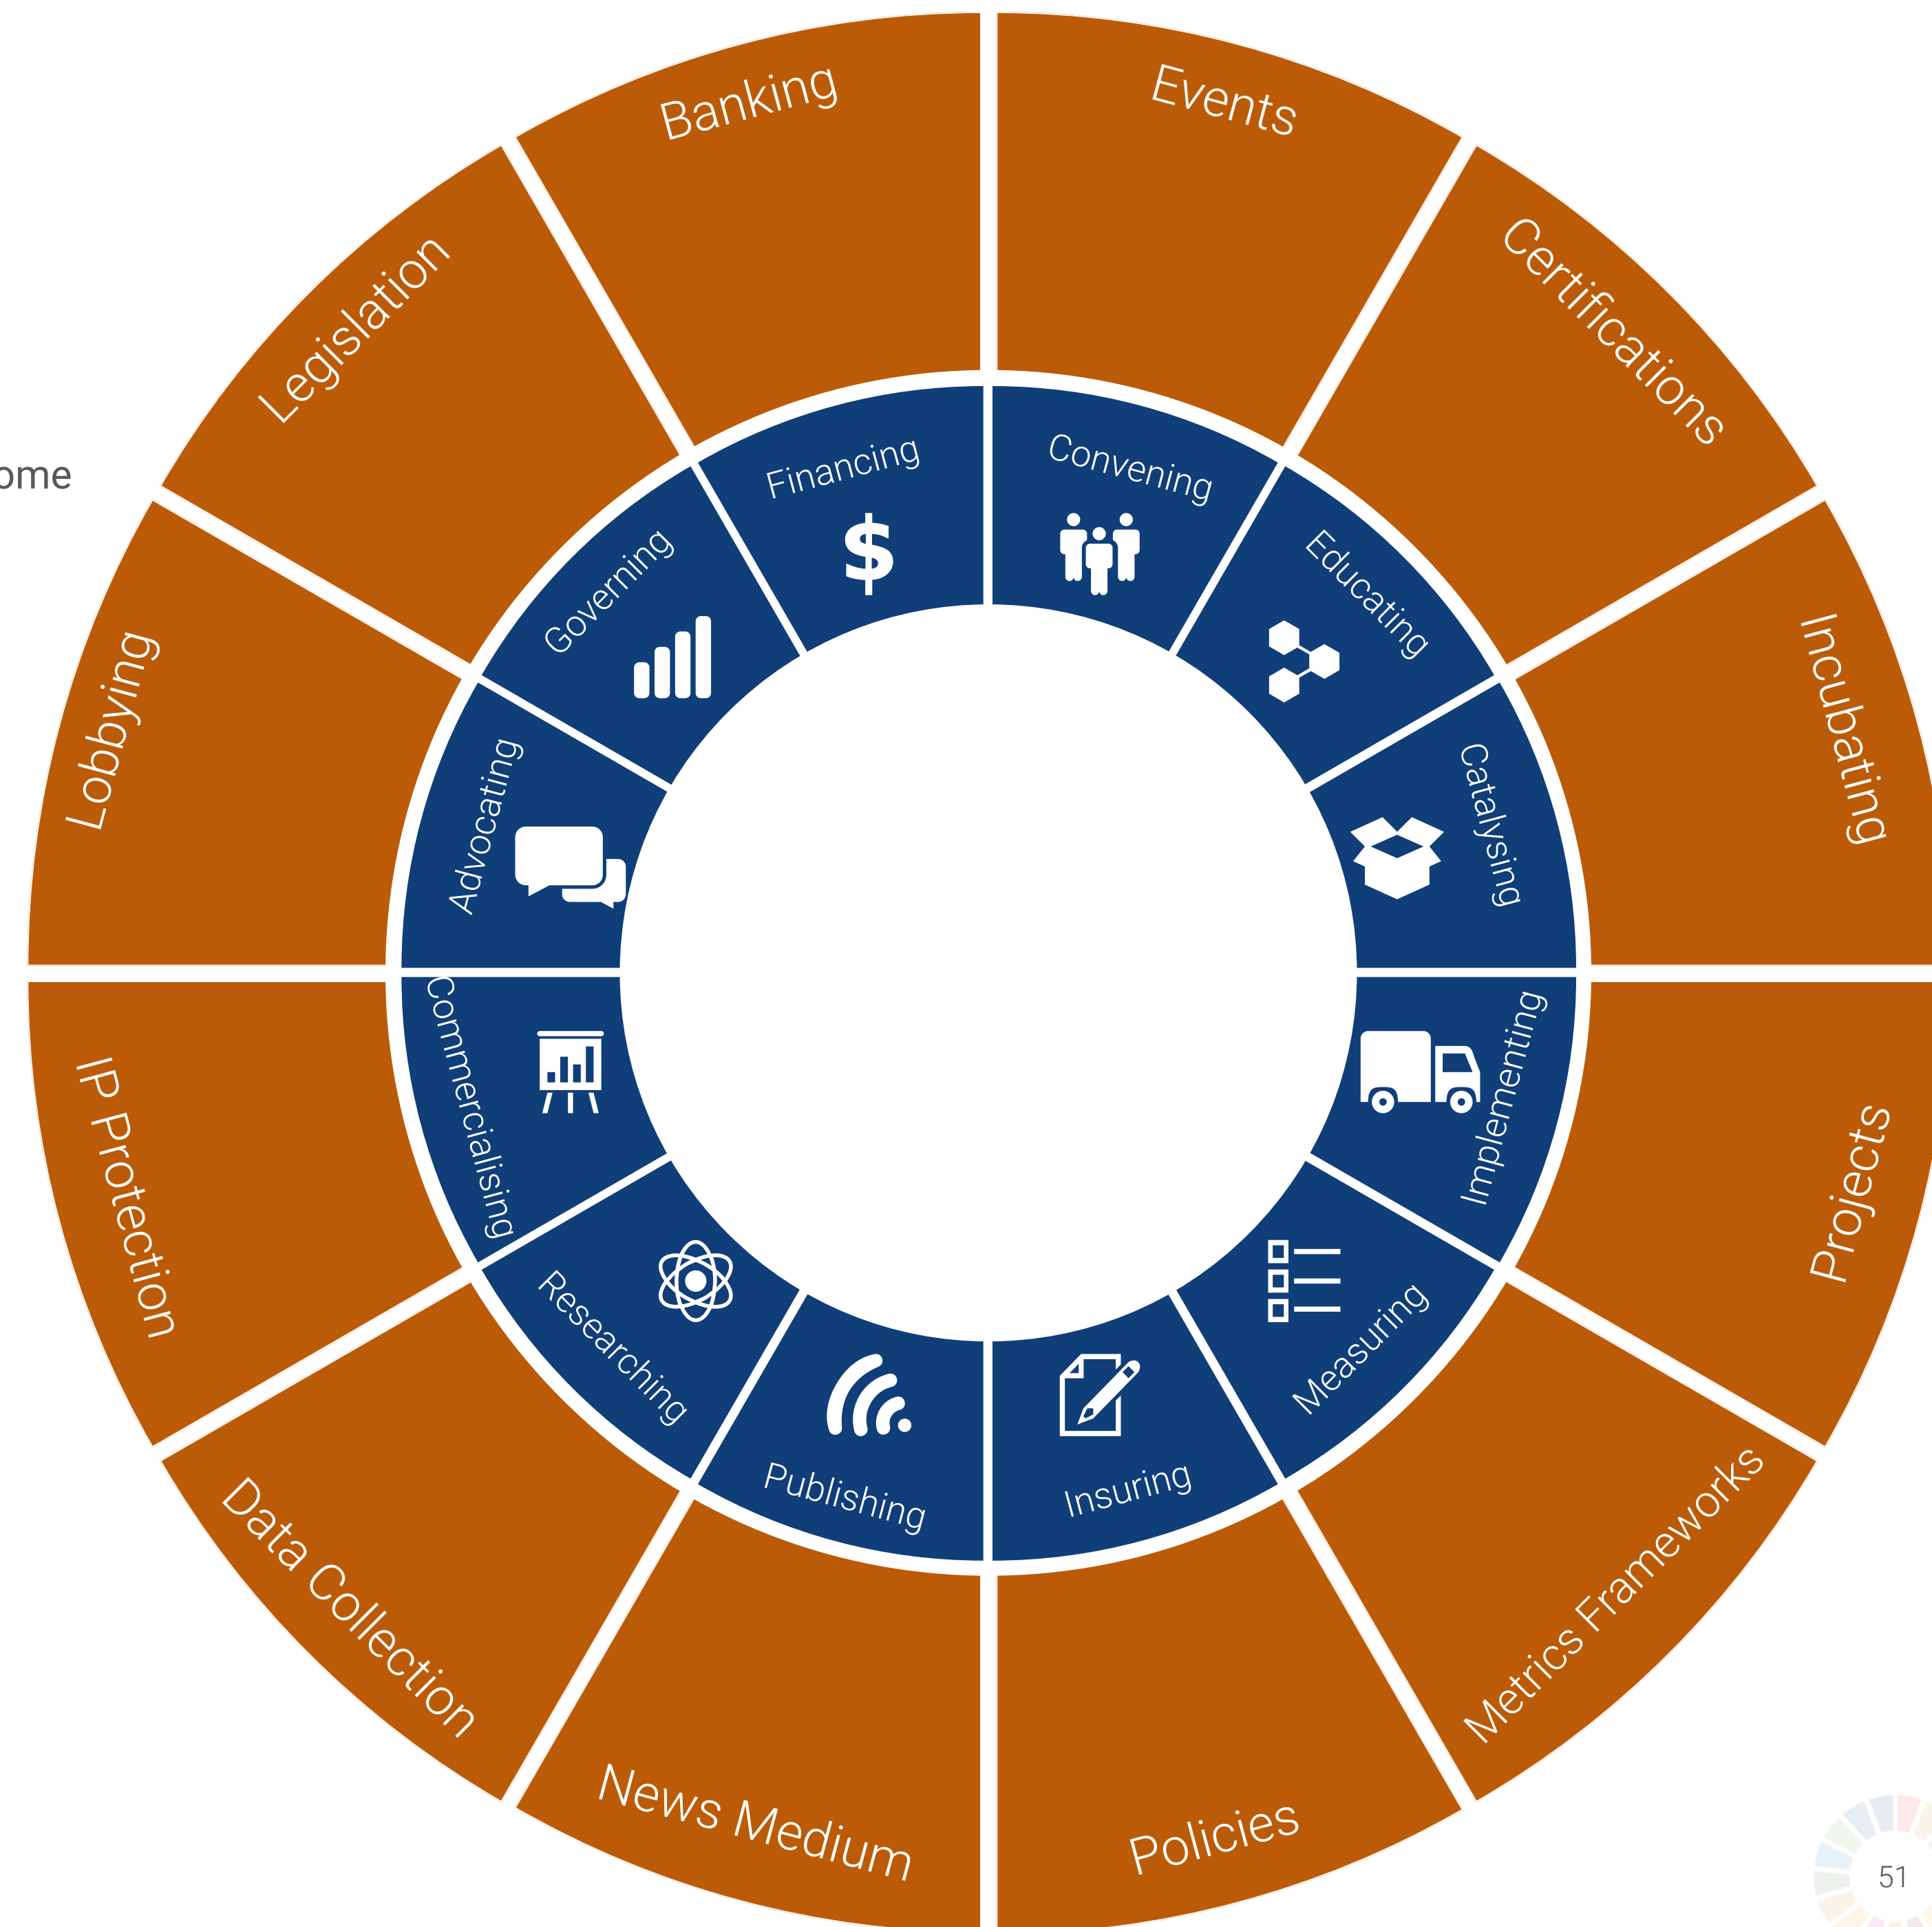 Banking
Events
Certifications
Incubating
Projects
Metrics Frameworks
Policies
News Medium
Data Collection
IP Protection
Lobbying
Legislation
Financing
Convening
Educating
Catalysing
Implementing
Measuring
Insuring
Publishing
Researching
Commercialising
Advocating
Governing
$
ome
51